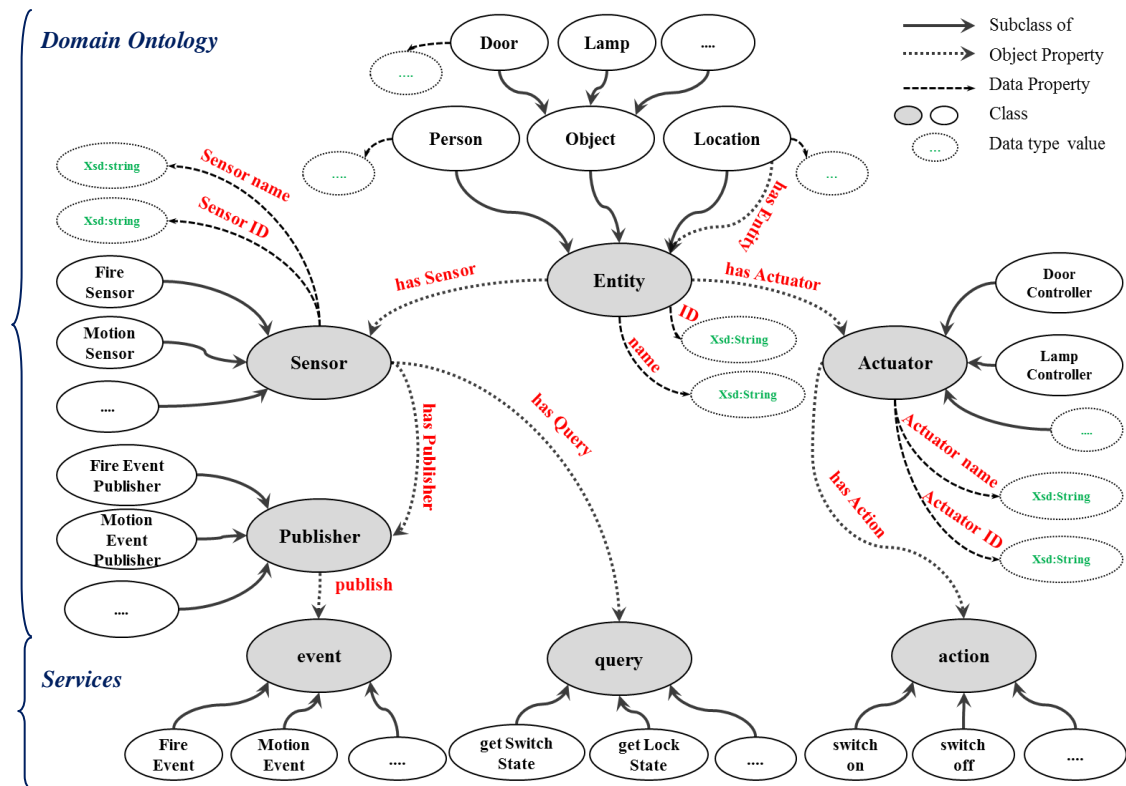 Domain Ontology
Door
Lamp
....
Subclass of
Object Property
Data Property
Class
...
Data type value
....
Person
Object
Location
....
...
Xsd:string
Sensor name
Xsd:string
Sensor ID
has Entity
Fire
Sensor
Motion
Sensor
....
Sensor
has Sensor
Entity
has Actuator
ID
Xsd:String
name
Xsd:String
Actuator
Door
Controller
Lamp
Controller
....
Actuator name
Xsd:String
Actuator ID
Xsd:String
has Publisher
has Query
has Action
Fire Event
Publisher
Motion
Event
Publisher
....
Publisher
publish
Services
event
query
action
Fire
Event
Motion
Event
....
get Switch
State
get Lock
State
....
switch
on
switch
off
....